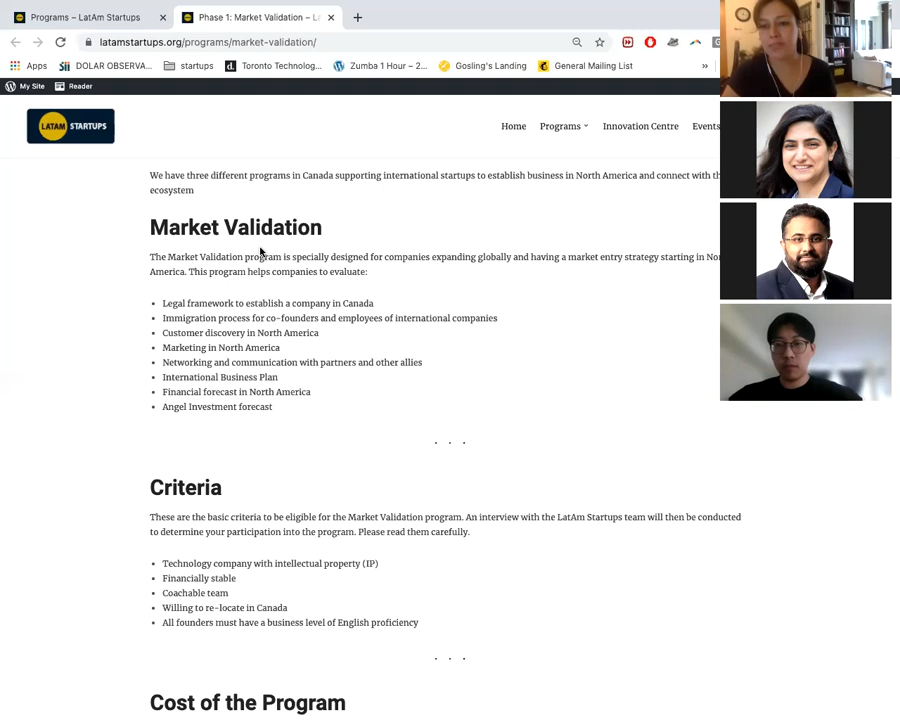 Programs – LatAm Startups
Phase 1: Market Validation – L
latamstartups.org/programs/market-validation/
Apps
DOLAR OBSERVA...
startups
Toronto Technolog...
Zumba 1 Hour – 2...
Gosling's Landing
General Mailing List
»
My Site
Reader
LATAM STARTUPS
Home
Programs
Innovation Centre
Events
We have three different programs in Canada supporting international startups to establish business in North America and connect with th
ecosystem
Market Validation
The Market Validation program is specially designed for companies expanding globally and having a market entry strategy starting in Nor
America. This program helps companies to evaluate:
• Legal framework to establish a company in Canada
• Immigration process for co-founders and employees of international companies
• Customer discovery in North America
• Marketing in North America
• Networking and communication with partners and other allies
• International Business Plan
• Financial forecast in North America
• Angel Investment forecast
. . .
Criteria
These are the basic criteria to be eligible for the Market Validation program. An interview with the LatAm Startups team will then be conducted
to determine your participation into the program. Please read them carefully.
• Technology company with intellectual property (IP)
• Financially stable
• Coachable team
• Willing to re-locate in Canada
• All founders must have a business level of English proficiency
. . .
Cost of the Program